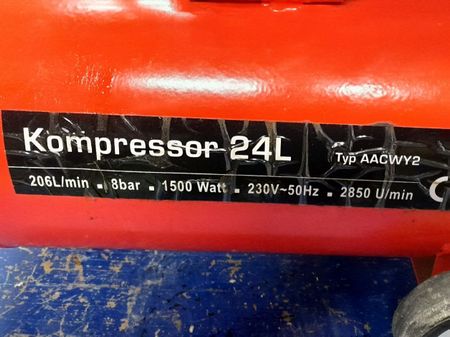 Kompressor 24L Typ AACWY2
206L/min ▪ 8bar ▪ 1500 Watt ▪ 230V~50Hz ▪ 2850 U/min